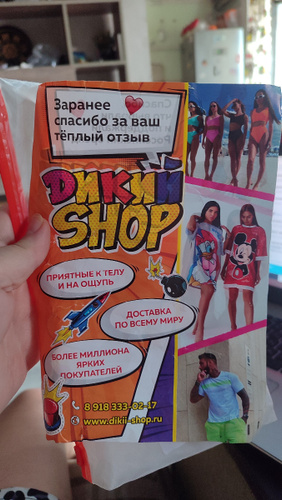 Заранее
спасибо за ваш
тёплый отзыв
ДИКИЙ
SHOP
ПРИЯТНЫЕ К ТЕЛУ
И НА ОЩУПЬ
ДОСТАВКА
ПО ВСЕМУ МИРУ
БОЛЕЕ МИЛЛИОНА
ЯРКИХ
ПОКУПАТЕЛЕЙ
8 918 333-02-17
www.dikii-shop.ru